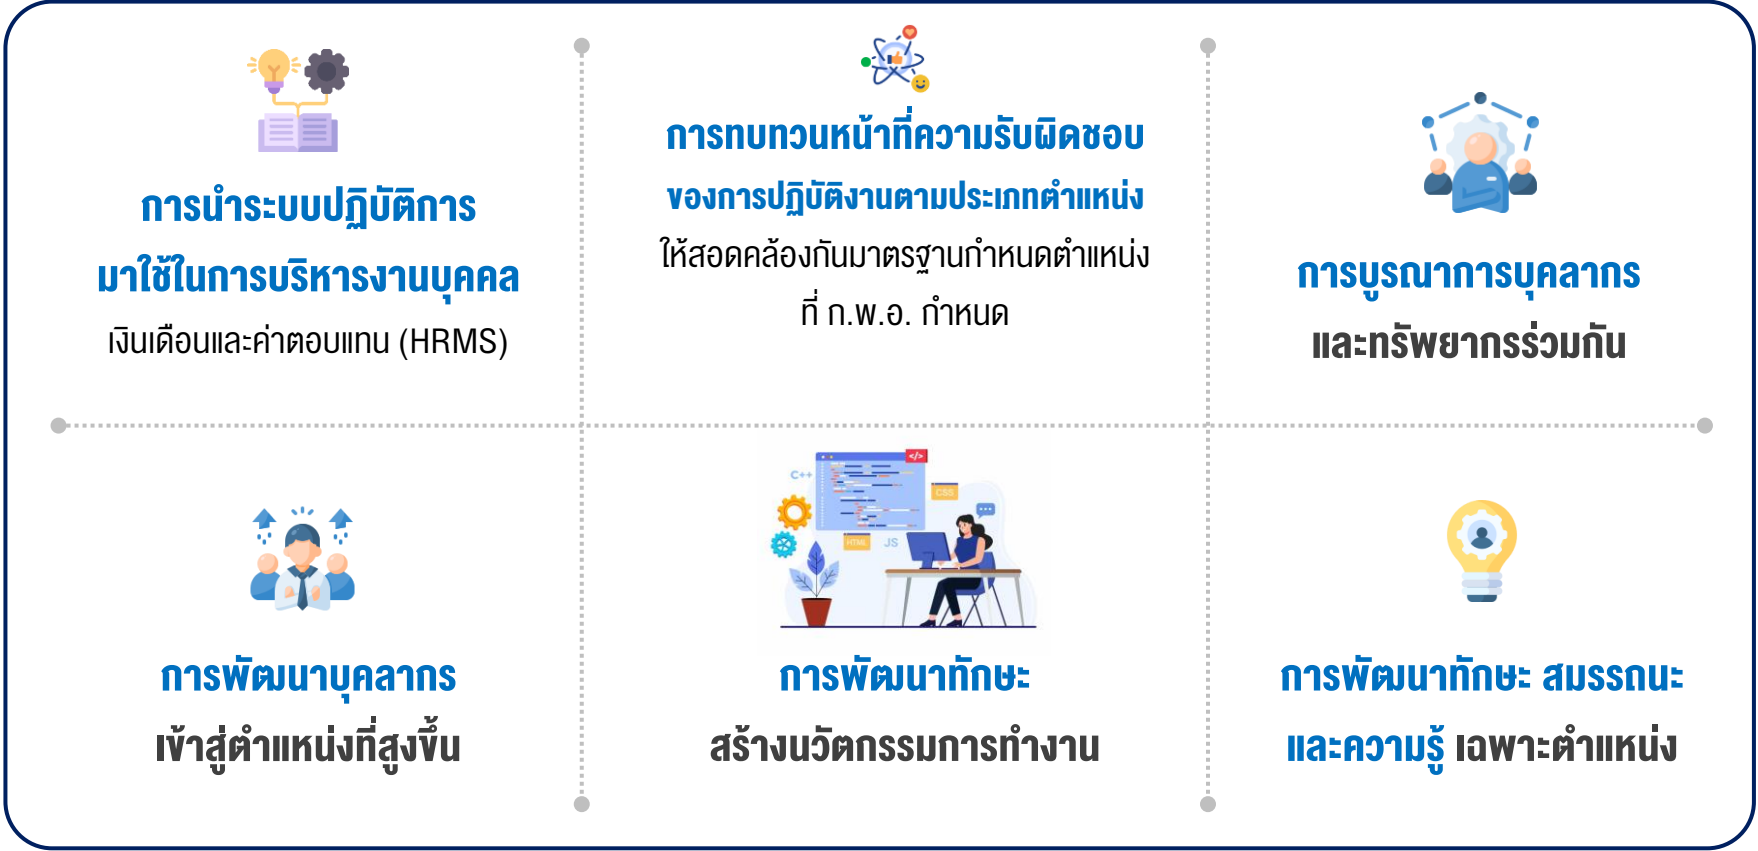 การนำระบบปฏิบัติการ
มาใช้ในการบริหารงานบุคคล
เงินเดือนและค่าตอบแทน (HRMS)
การทบทวนหน้าที่ความรับผิดชอบ
ของการปฏิบัติงานตามประเภทตำแหน่ง
ให้สอดคล้องกับมาตรฐานกำหนดตำแหน่ง
ที่ ก.พ.อ. กำหนด
การบูรณาการบุคลากร
และทรัพยากรร่วมกัน
การพัฒนาบุคลากร
เข้าสู่ตำแหน่งที่สูงขึ้น
</>
C++
CSS
HTML
JS
การพัฒนาทักษะ
สร้างนวัตกรรมการทำงาน
การพัฒนาทักษะ สมรรถนะ
และความรู้ เฉพาะตำแหน่ง